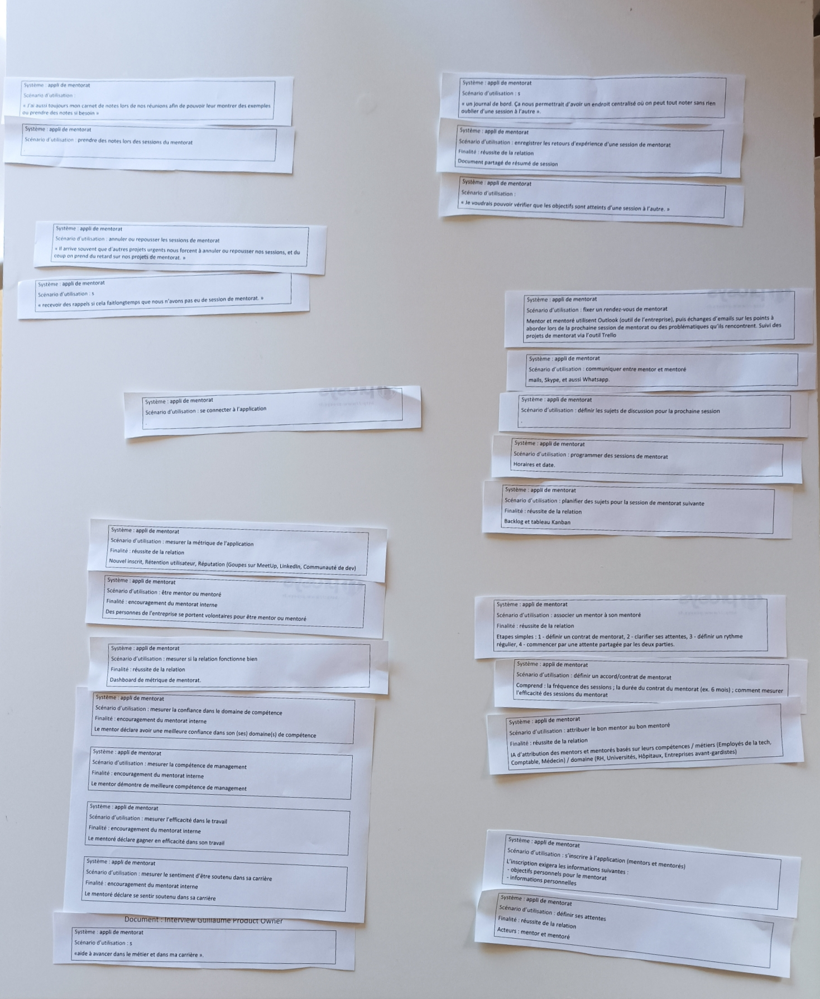 Système : appli de mentorat
Scénario d'utilisation :
« J'ai aussi toujours mon carnet de notes lors de nos réunions afin de pouvoir leur montrer des exemples
ou prendre des notes si besoin »
Système : appli de mentorat
Scénario d'utilisation : prendre des notes lors des sessions du mentorat
Système : appli de mentorat
Scénario d'utilisation : annuler ou repousser les sessions de mentorat
« Il arrive souvent que d'autres projets urgents nous forcent à annuler ou repousser nos sessions, et du
coup on prend du retard sur nos projets de mentorat. »
Système : appli de mentorat
Scénario d'utilisation : s
« recevoir des rappels si cela faitlongtemps que nous n'avons pas eu de session de mentorat. »
Système : appli de mentorat
Scénario d'utilisation : se connecter à l'application
.
Système : appli de mentorat
Scénario d'utilisation : mesurer la métrique de l'application
Finalité : réussite de la relation
Nouvel inscrit, Rétention utilisateur, Réputation (Goupes sur MeetUp, LinkedIn, Communauté de dev)
Système : appli de mentorat
Scénario d'utilisation : être mentor ou mentoré
Finalité : encouragement du mentorat interne
Des personnes de l'entreprise se portent volontaires pour être mentor ou mentoré
Système : appli de mentorat
Scénario d'utilisation : mesurer si la relation fonctionne bien
Finalité : réussite de la relation
Dashboard de métrique de mentorat.
Système : appli de mentorat
Scénario d'utilisation : mesurer la confiance dans le domaine de compétence
Finalité : encouragement du mentorat interne
Le mentor déclare avoir une meilleure confiance dans son (ses) domaine(s) de compétence
Système : appli de mentorat
Scénario d'utilisation : mesurer la compétence de management
Finalité : encouragement du mentorat interne
Le mentor démontre de meilleure compétence de management
Système : appli de mentorat
Scénario d'utilisation : mesurer l'efficacité dans le travail
Finalité : encouragement du mentorat interne
Le mentoré déclare gagner en efficacité dans son travail
Système : appli de mentorat
Scénario d'utilisation : mesurer le sentiment d'être soutenu dans sa carrière
Finalité : encouragement du mentorat interne
Le mentoré déclare se sentir soutenu dans sa carrière
Document : Interview Guillaume Product Owner
Système : appli de mentorat
Scénario d'utilisation : s
«aide à avancer dans le métier et dans ma carrière ».
Système : appli de mentorat
Scénario d'utilisation : s
« un journal de bord. Ça nous permettrait d'avoir un endroit centralisé où on peut tout noter sans rien
oublier d'une session à l'autre ».
Système : appli de mentorat
Scénario d'utilisation : enregistrer les retours d'expérience d'une session de mentorat
Finalité : réussite de la relation
Document partagé de résumé de session
Système : appli de mentorat
Scénario d'utilisation :
« Je voudrais pouvoir vérifier que les objectifs sont atteints d'une session à l'autre. »
Système : appli de mentorat
Scénario d'utilisation : fixer un rendez-vous de mentorat
Mentor et mentoré utilisent Outlook (outil de l'entreprise), puis échanges d'emails sur les points à
aborder lors de la prochaine session de mentorat ou des problématiques qu'ils rencontrent. Suivi des
projets de mentorat via l'outil Trello
Système : appli de mentorat
Scénario d'utilisation : communiquer entre mentor et mentoré
mails, Skype, et aussi Whatsapp.
Système : appli de mentorat
Scénario d'utilisation : définir les sujets de discussion pour la prochaine session
.
Système : appli de mentorat
Scénario d'utilisation : programmer des sessions de mentorat
Horaires et date.
Système : appli de mentorat
Scénario d'utilisation : planifier des sujets pour la session de mentorat suivante
Finalité : réussite de la relation
Backlog et tableau Kanban
Système : appli de mentorat
Scénario d'utilisation : associer un mentor à son mentoré
Finalité : réussite de la relation
Etapes simples : 1 - définir un contrat de mentorat, 2 - clarifier ses attentes, 3 - définir un rythme
régulier, 4 - commencer par une attente partagée par les deux parties.
Système : appli de mentorat
Scénario d'utilisation : définir un accord/contrat de mentorat
Comprend : la fréquence des sessions ; la durée du contrat du mentorat (ex. 6 mois) ; comment mesurer
l'efficacité des sessions du mentorat
Système : appli de mentorat
Scénario d'utilisation : attribuer le bon mentor au bon mentoré
Finalité : réussite de la relation
IA d'attribution des mentors et mentorés basés sur leurs compétences / métiers (Employés de la tech,
Comptable, Médecin) / domaine (RH, Universités, Hôpitaux, Entreprises avant-gardistes)
Système : appli de mentorat
Scénario d'utilisation : s'inscrire à l'application (mentors et mentorés)
L'inscription exigera les informations suivantes :
- objectifs personnels pour le mentorat
- informations personnelles
Système : appli de mentorat
Scénario d'utilisation : définir ses attentes
Finalité : réussite de la relation
Acteurs : mentor et mentoré